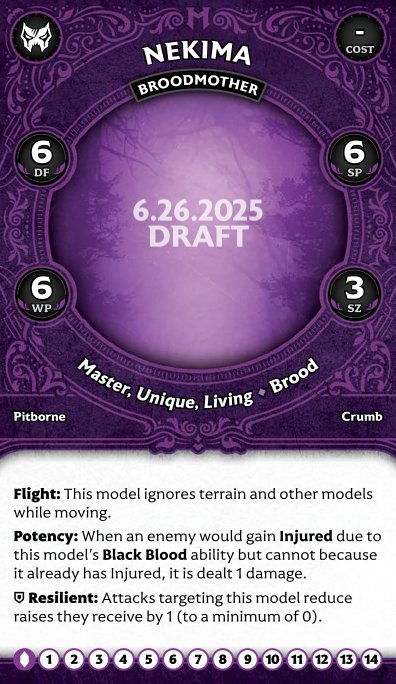 NEKIMA
-
COST
BROODMOTHER
6
DF
6
SP
6.26.2025
DRAFT
6
WP
3
SZ
Master, Unique, Living ♦ Brood
Pitborne
Crumb
Flight: This model ignores terrain and other models
while moving.
Potency: When an enemy would gain Injured due to
this model's Black Blood ability but cannot because
it already has Injured, it is dealt 1 damage.
Resilient: Attacks targeting this model reduce
raises they receive by 1 (to a minimum of 0).
1 2 3 4 5 6 7 8 9 10 11 12 13 14